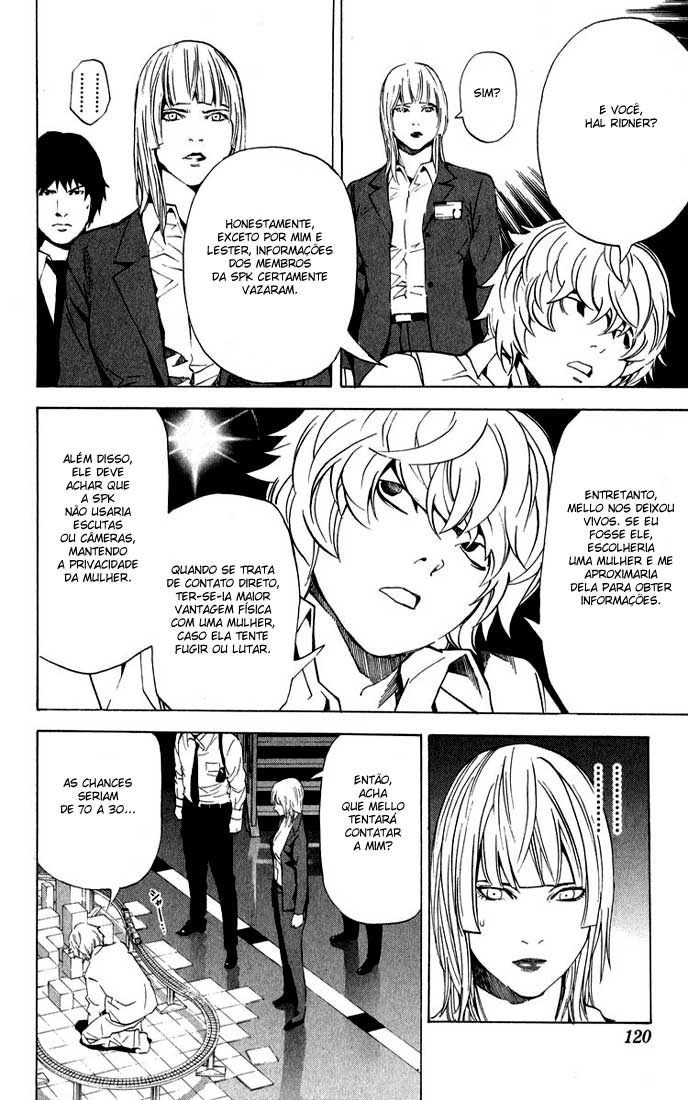 E VOCÊ,
HAL RIDNER?
SIM?
HONESTAMENTE,
EXCETO POR MIM E
LESTER, INFORMAÇÕES
DOS MEMBROS
DA SPK CERTAMENTE
VAZARAM.
ENTRETANTO,
MELLO NOS DEIXOU
VIVOS. SE EU
FOSSE ELE,
ESCOLHERIA
UMA MULHER E ME
APROXIMARIA
DELA PARA OBTER
INFORMAÇÕES.
QUANDO SE TRATA
DE CONTATO DIRETO,
TER-SE-IA MAIOR
VANTAGEM FÍSICA
COM UMA MULHER,
CASO ELA TENTE
FUGIR OU LUTAR.
ALÉM DISSO,
ELE DEVE
ACHAR QUE
A SPK
NÃO USARIA
ESCUTAS
OU CÂMERAS,
MANTENDO
A PRIVACIDADE
DA MULHER.
ENTÃO,
ACHA
QUE MELLO
TENTARÁ
CONTATAR
A MIM?
AS CHANCES
SERIAM
DE 70 A 30...
120